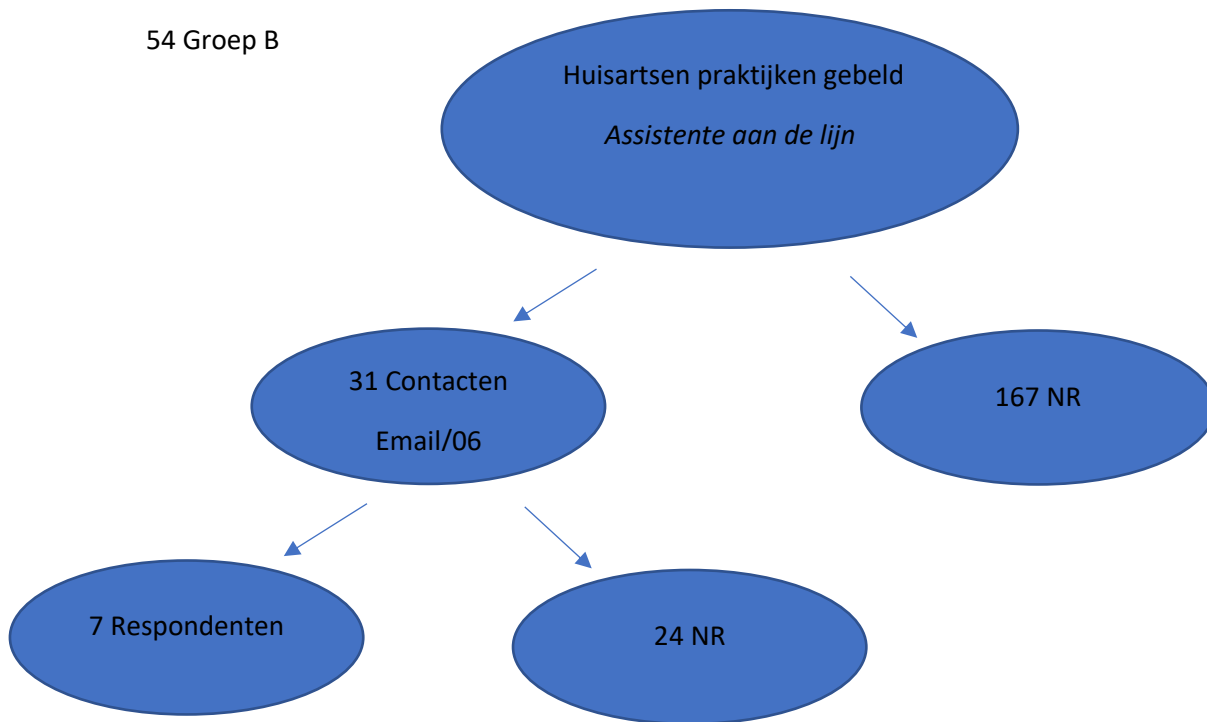 54 Groep B
Huisartsen praktijken gebeld
Assistente aan de lijn
31 Contacten
Email/06
167 NR
7 Respondenten
24 NR